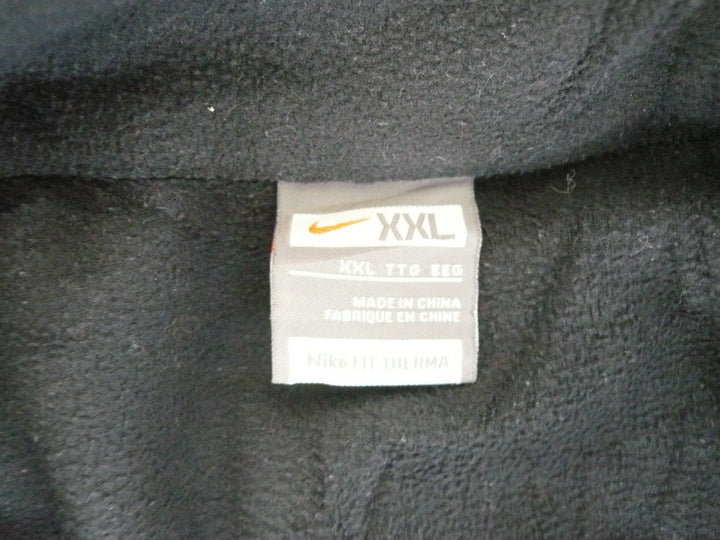 XXL
XXL TTG EEG
MADE IN CHINA
FABRIQUE EN CHINE
Nike FIT THERMA